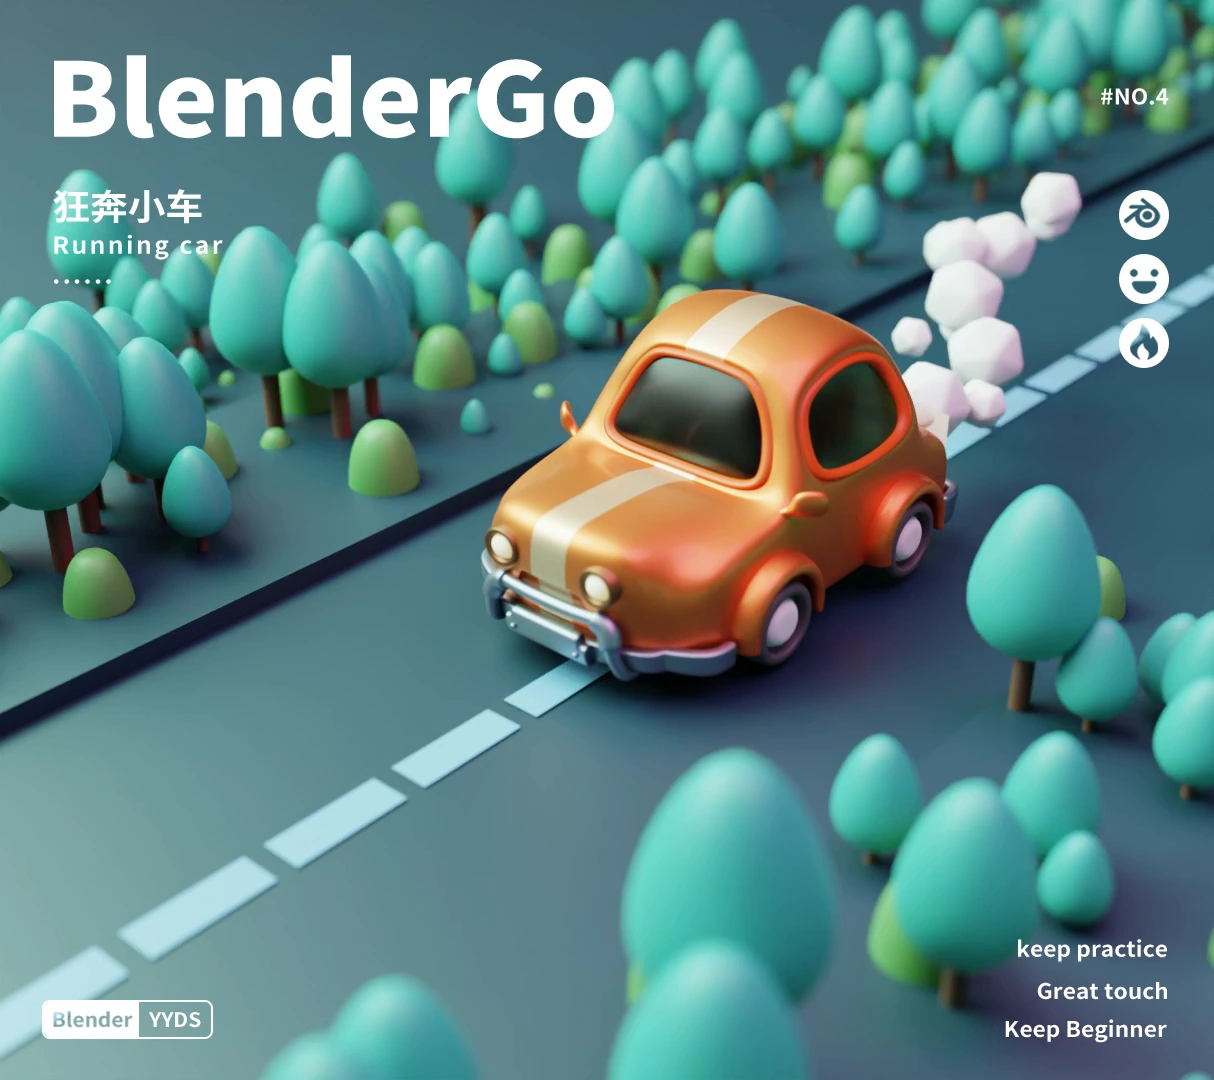 BlenderGo
#NO.4
狂奔小车
Running car
......
keep practice
Great touch
Keep Beginner
Blender YYDS